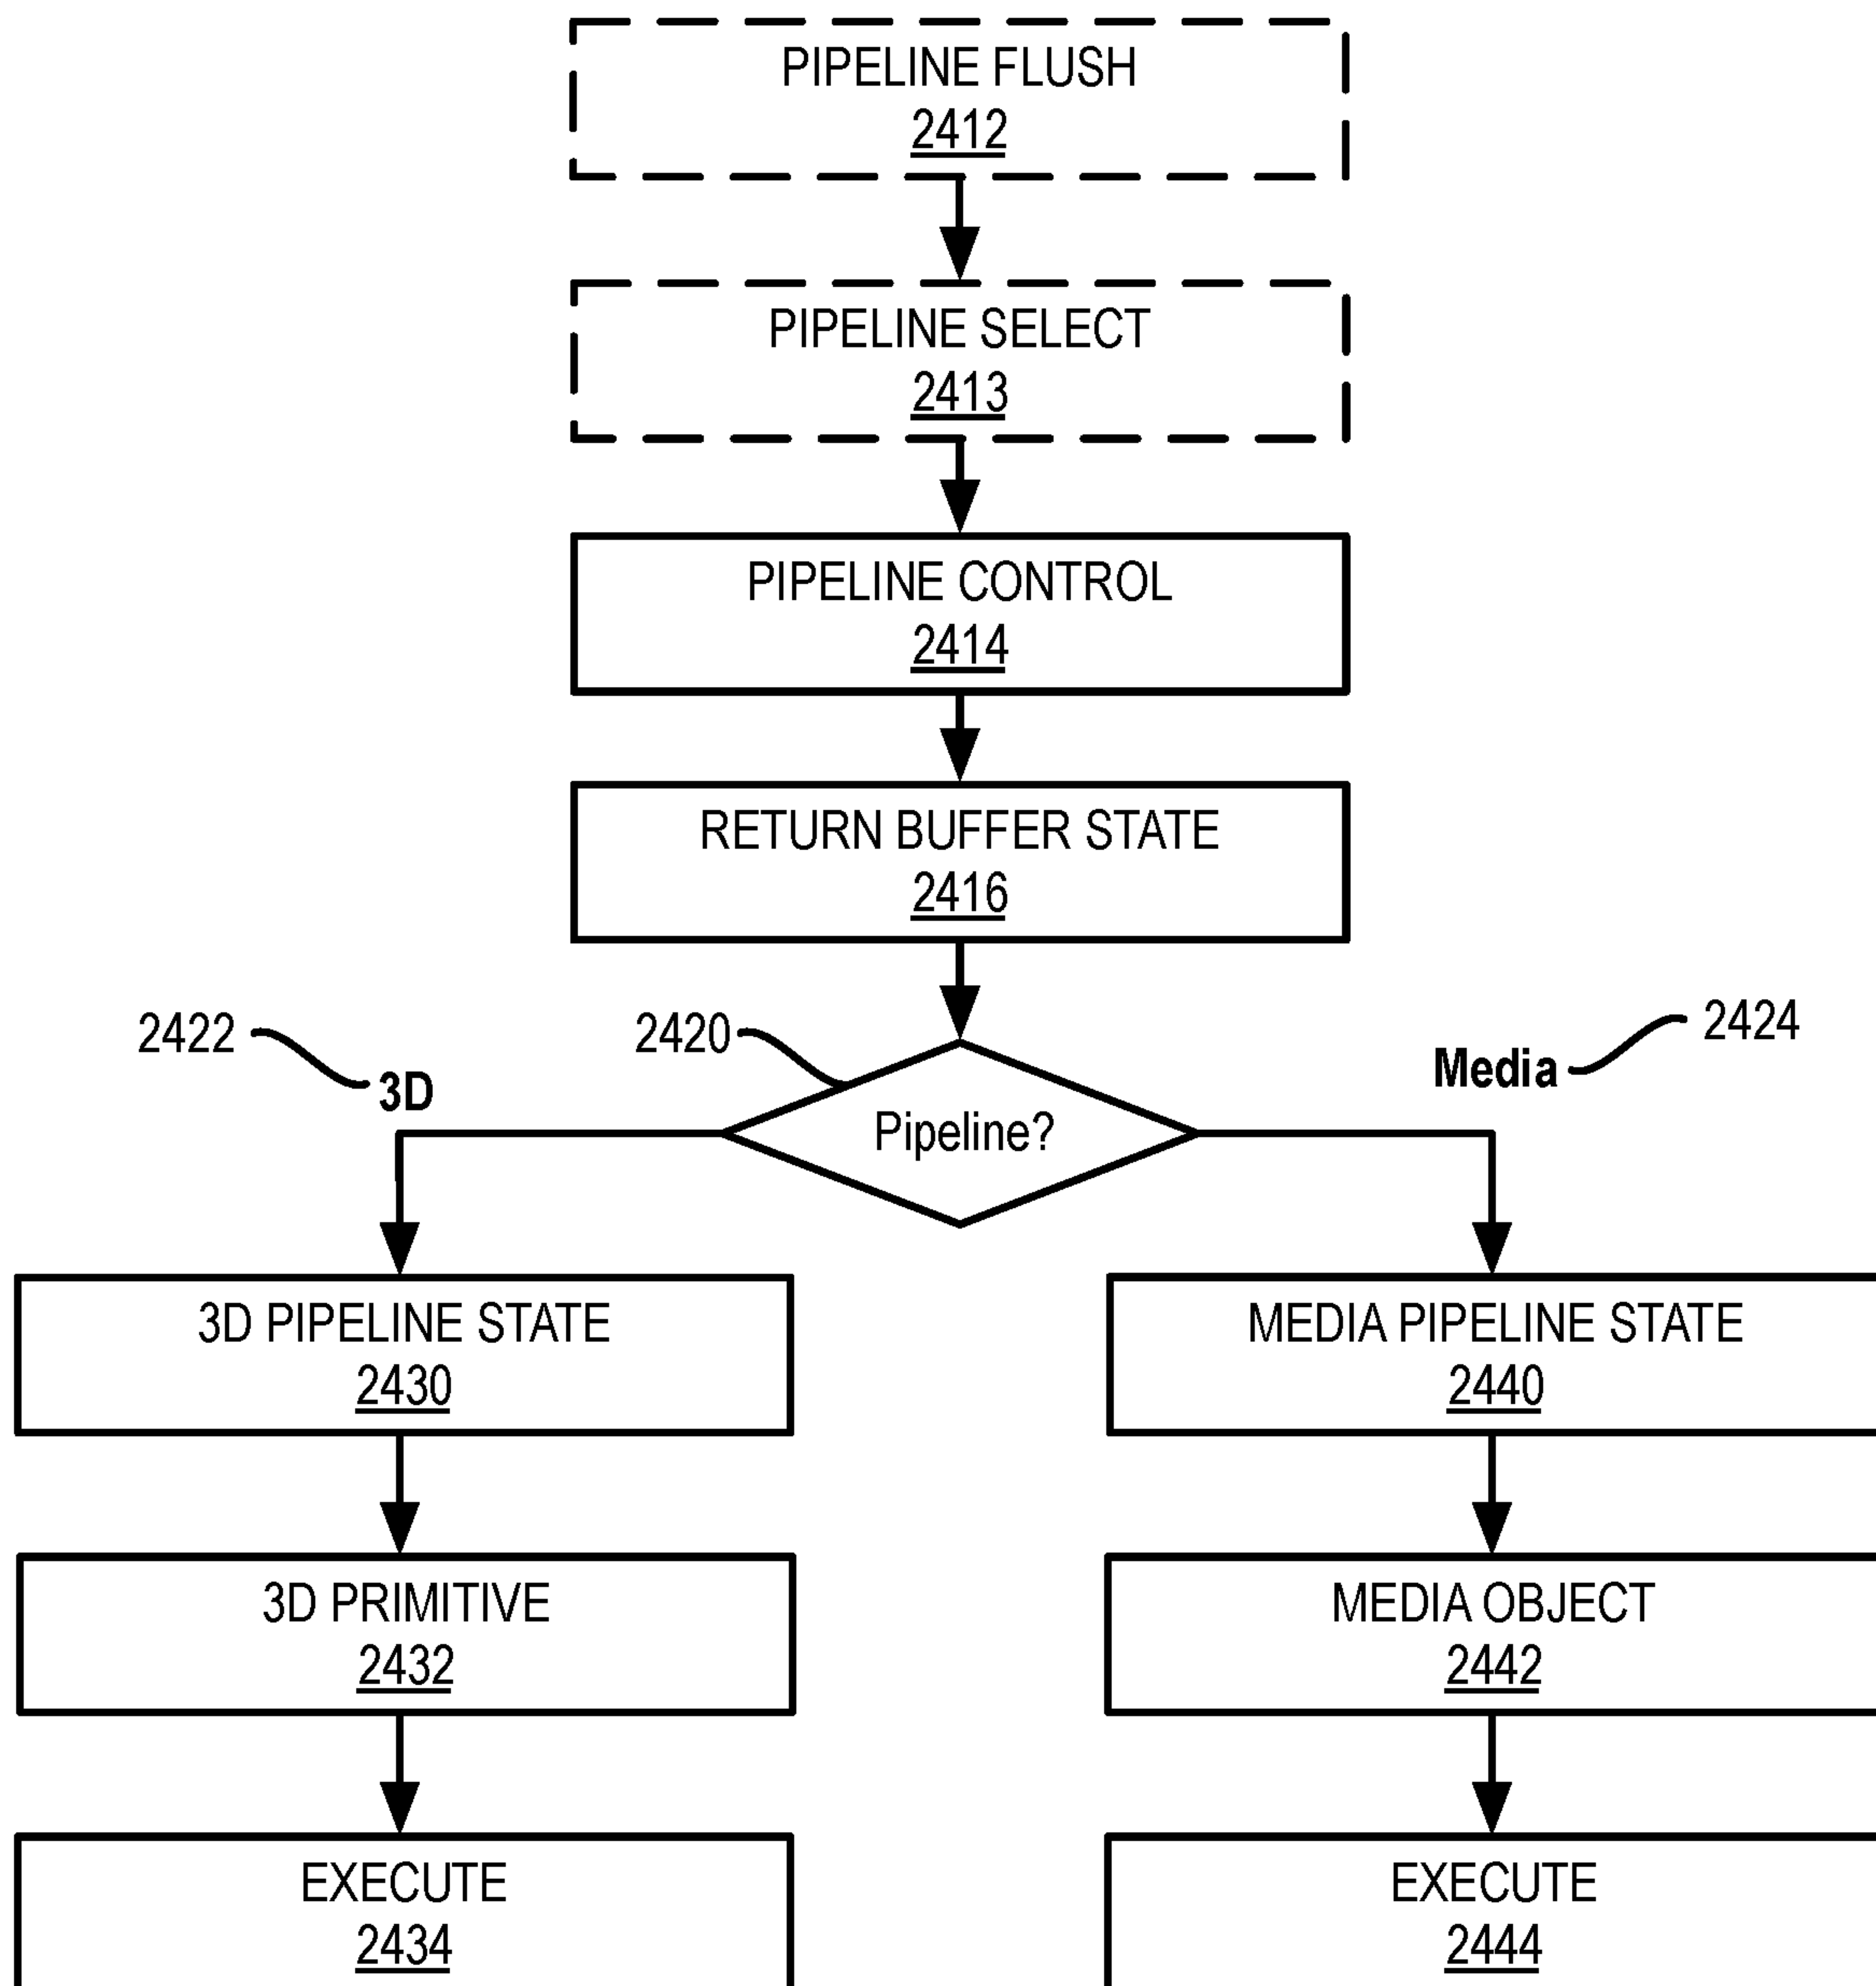 PIPELINE FLUSH
2412
PIPELINE SELECT
2413
PIPELINE CONTROL
2414
RETURN BUFFER STATE
2416
2422
2420
2424
3D
Media
Pipeline?
3D PIPELINE STATE
2430
MEDIA PIPELINE STATE
2440
3D PRIMITIVE
2432
MEDIA OBJECT
2442
EXECUTE
2434
EXECUTE
2444